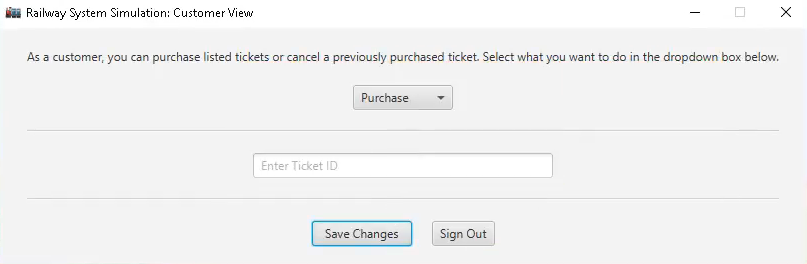 Railway System Simulation: Customer View
As a customer, you can purchase listed tickets or cancel a previously purchased ticket. Select what you want to do in the dropdown box below.
Purchase
Enter Ticket ID
Save Changes
Sign Out